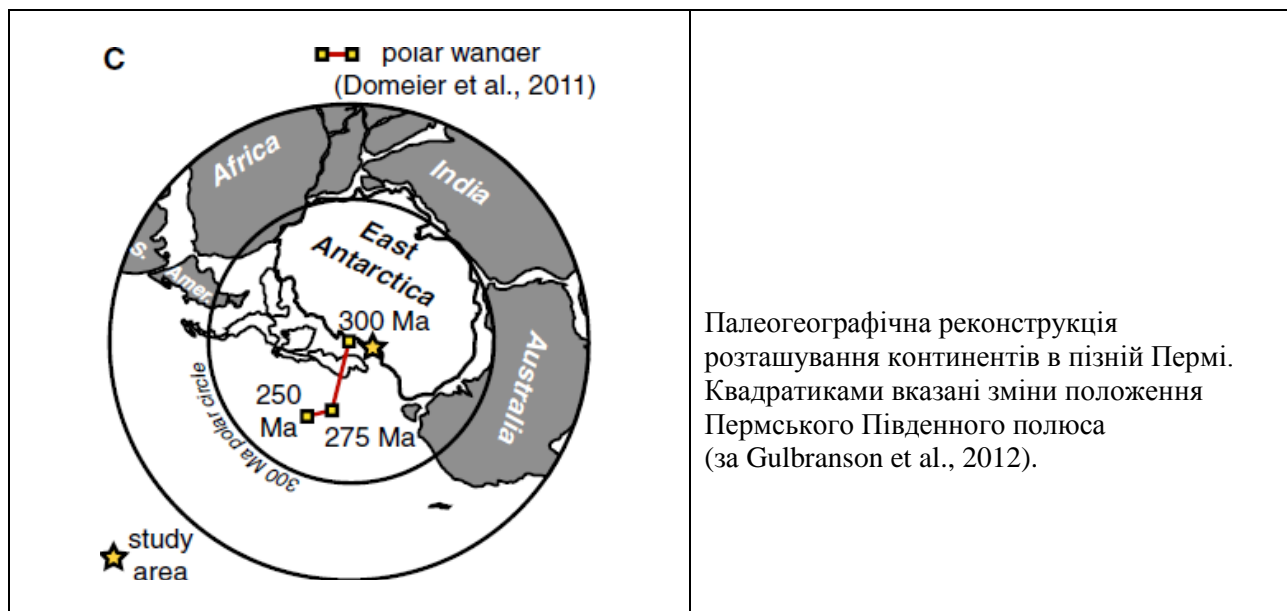 C
polar wander
(Domeier et al., 2011)
Africa
India
East
Antarctica
S.
Amer.
300 Ma
Australia
250
Ma
275 Ma
300 Ma polar circle
study
area
Палеогеографічна реконструкція
розташування континентів в пізній Пермі.
Квадратиками вказані зміни положення
Пермського Південного полюса
(за Gulbranson et al., 2012).